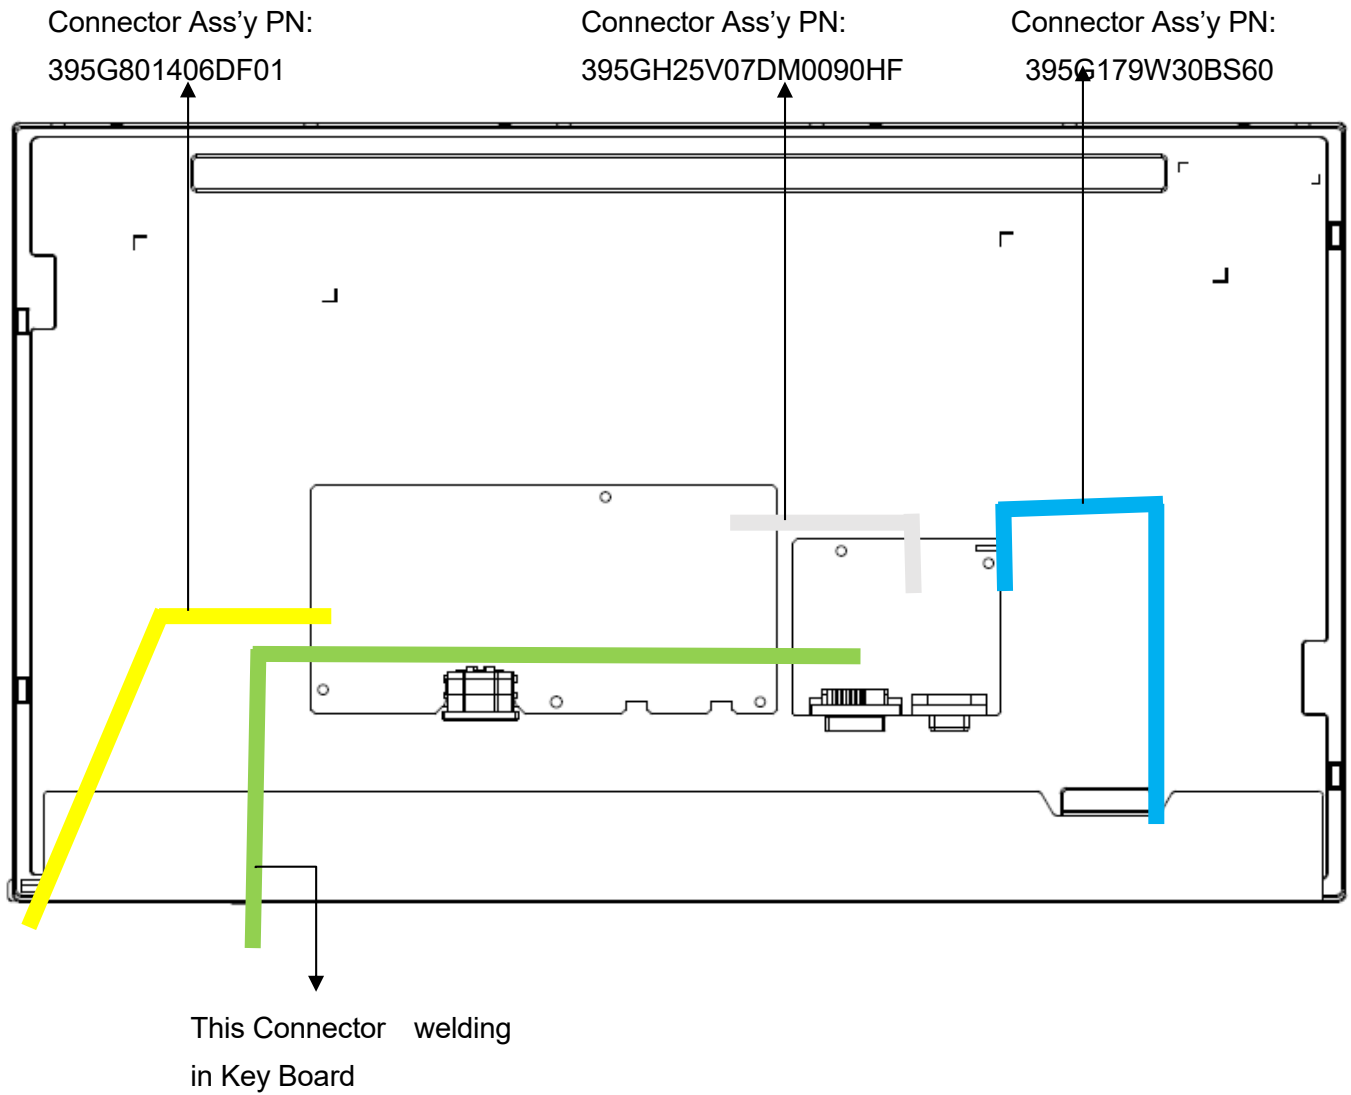 Connector Ass’y PN:
395G801406DF01
Connector Ass’y PN:
395GH25V07DM0090HF
Connector Ass’y PN:
395G179W30BS60
This Connector welding
in Key Board